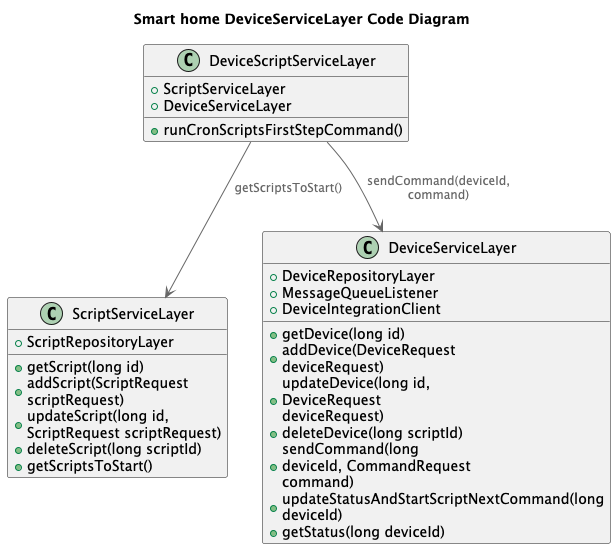 Smart home DeviceServiceLayer Code Diagram
C DeviceScriptServiceLayer
ScriptServiceLayer
DeviceServiceLayer
runCronScriptsFirstStepCommand()
getScriptsToStart()
sendCommand(deviceId,
command)
C ScriptServiceLayer
ScriptRepositoryLayer
getScript(long id)
addScript(ScriptRequest
scriptRequest)
updateScript(long id,
ScriptRequest scriptRequest)
deleteScript(long scriptId)
getScriptsToStart()
C DeviceServiceLayer
DeviceRepositoryLayer
MessageQueueListener
DeviceIntegrationClient
getDevice(long id)
addDevice(DeviceRequest
deviceRequest)
updateDevice(long id,
DeviceRequest
deviceRequest)
deleteDevice(long scriptId)
sendCommand(long
deviceId, CommandRequest
command)
updateStatusAndStartScriptNextCommand(long
deviceId)
getStatus(long deviceId)